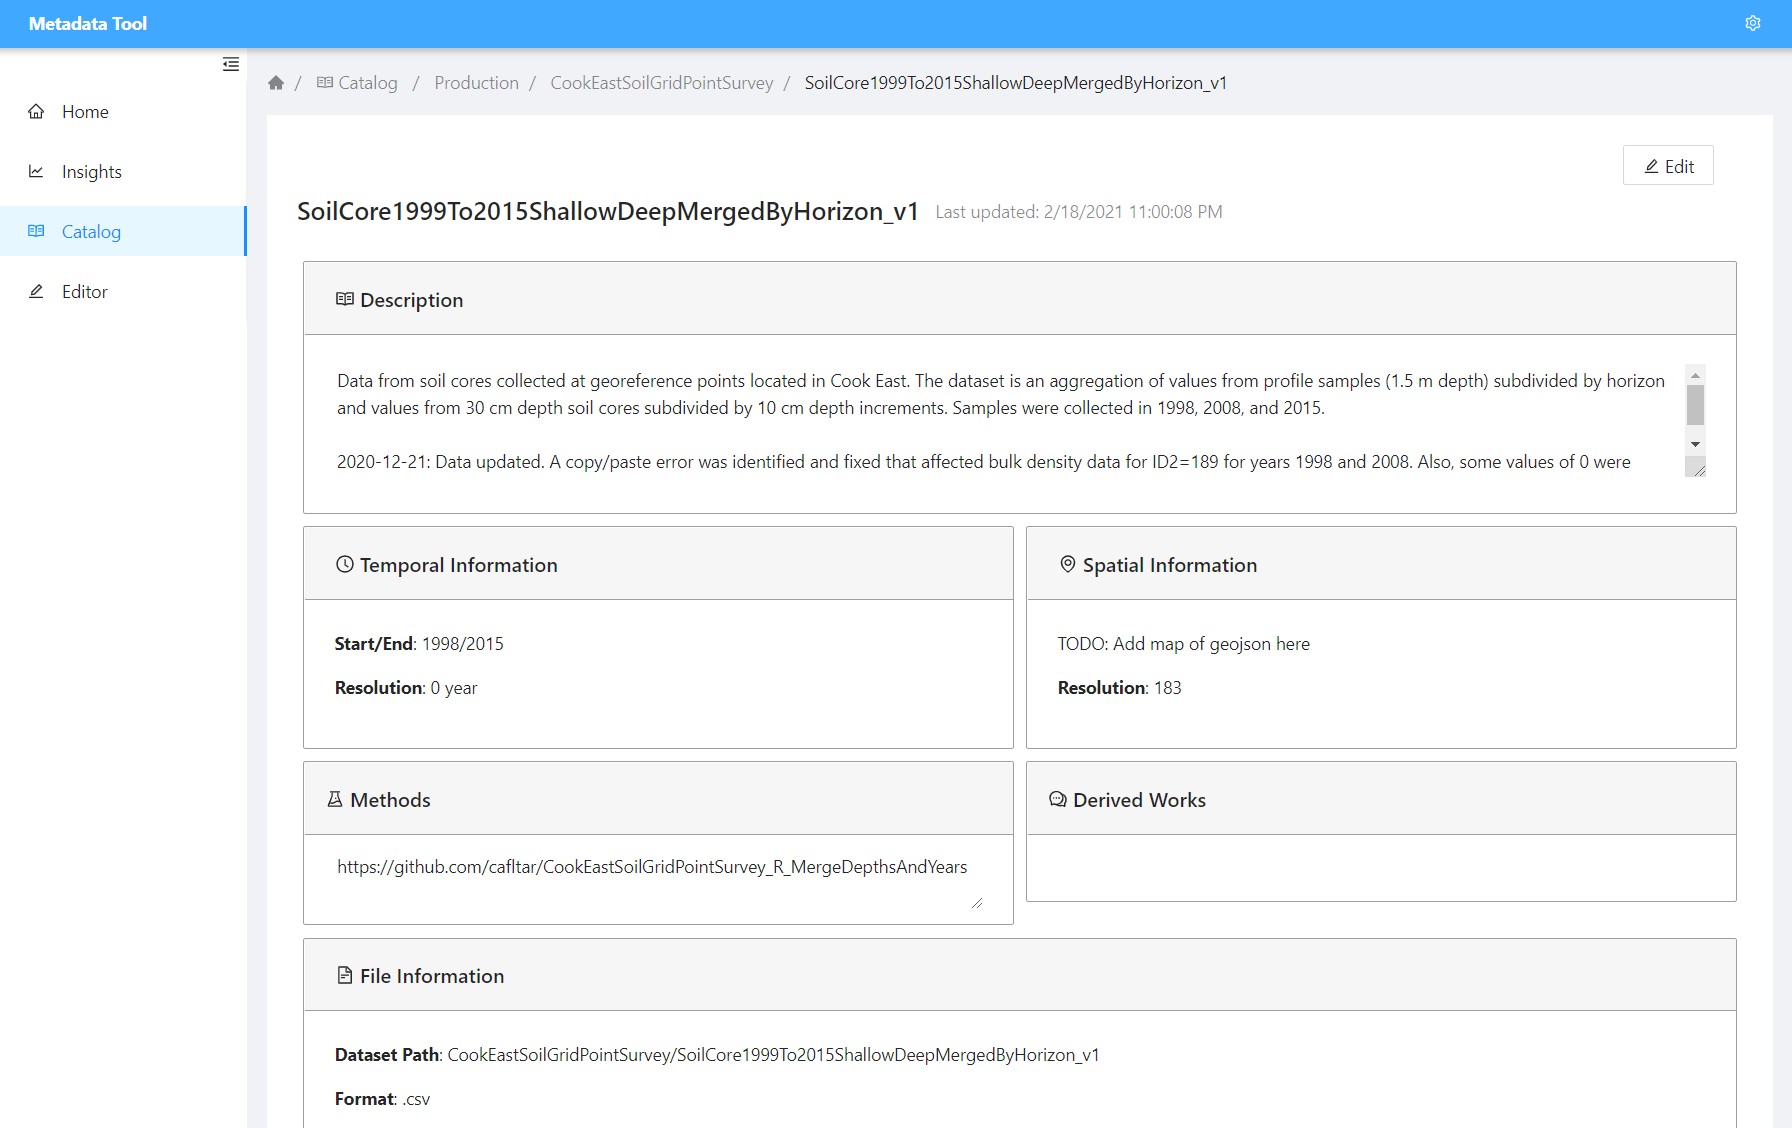 Metadata Tool
Home
Insights
Catalog
Editor
/ Catalog / Production / CookEastSoilGridPointSurvey / SoilCore1999To2015ShallowDeepMergedByHorizon_v1
Edit
SoilCore1999To2015ShallowDeepMergedByHorizon_v1 Last updated: 2/18/2021 11:00:08 PM
Description
Data from soil cores collected at georeference points located in Cook East. The dataset is an aggregation of values from profile samples (1.5 m depth) subdivided by horizon
and values from 30 cm depth soil cores subdivided by 10 cm depth increments. Samples were collected in 1998, 2008, and 2015.
2020-12-21: Data updated. A copy/paste error was identified and fixed that affected bulk density data for ID2=189 for years 1998 and 2008. Also, some values of 0 were
Temporal Information
Start/End: 1998/2015
Resolution: 0 year
Spatial Information
TODO: Add map of geojson here
Resolution: 183
Methods
https://github.com/cafltar/CookEastSoilGridPointSurvey_R_MergeDepthsAndYears
Derived Works
File Information
Dataset Path: CookEastSoilGridPointSurvey/SoilCore1999To2015ShallowDeepMergedByHorizon_v1
Format: .csv